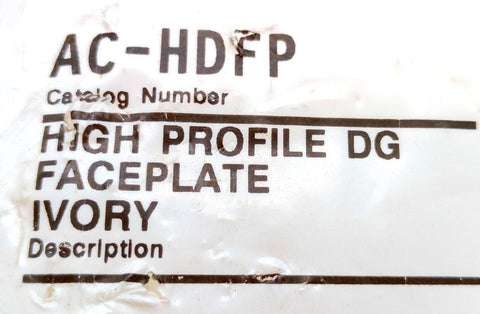 AC-HDFP
Catalog Number
HIGH PROFILE DG
FACEPLATE
IVORY
Description